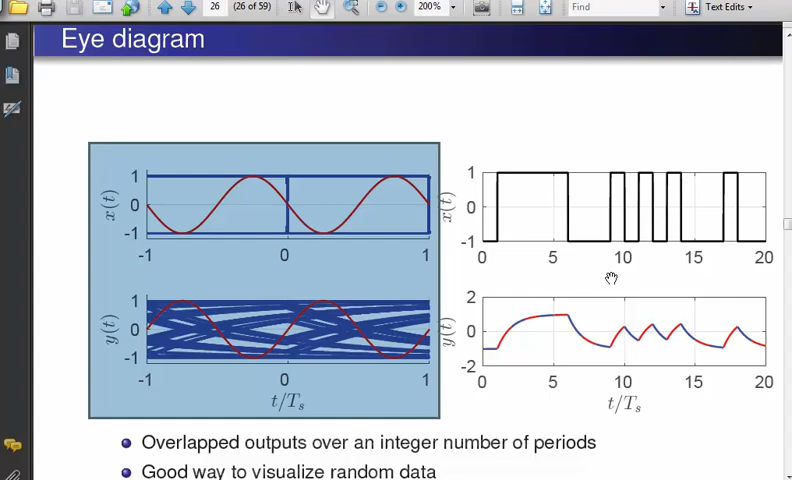 26 (26 of 59) 200% Find Text Edits
Eye diagram
x(t) 1 0 -1
-1 0 1
y(t) 1 0 -1
-1 0 1
t/Ts
x(t) 1 0 -1
0 5 10 15 20
y(t) 2 0 -2
0 5 10 15 20
t/Ts
Overlapped outputs over an integer number of periods
Good way to visualize random data